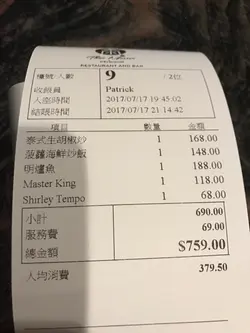 RESTAURANT AND BAR
檯號/人數 9 /2位
收銀員 Patrick
入座時間 2017/07/17 19:45:02
結賬時間 2017/07/17 21:14:42
項目 數量 金額
泰式生胡椒炒 1 168.00
菠蘿海鮮炒飯 1 148.00
明爐魚 1 188.00
Master King 1 118.00
Shirley Tempo 1 68.00
小計 690.00
服務費 69.00
總金額 S759.00
人均消費 379.50